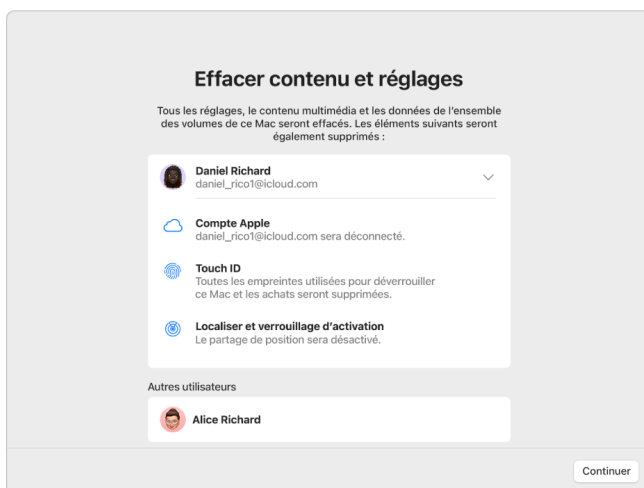 Effacer contenu et réglages
Tous les réglages, le contenu multimédia et les données de l’ensemble
des volumes de ce Mac seront effacés. Les éléments suivants seront
également supprimés :
Daniel Richard
daniel_rico1@icloud.com
Compte Apple
daniel_rico1@icloud.com sera déconnecté.
Touch ID
Toutes les empreintes utilisées pour déverrouiller
ce Mac et les achats seront supprimées.
Localiser et verrouillage d’activation
Le partage de position sera désactivé.
Autres utilisateurs
Alice Richard
Continuer